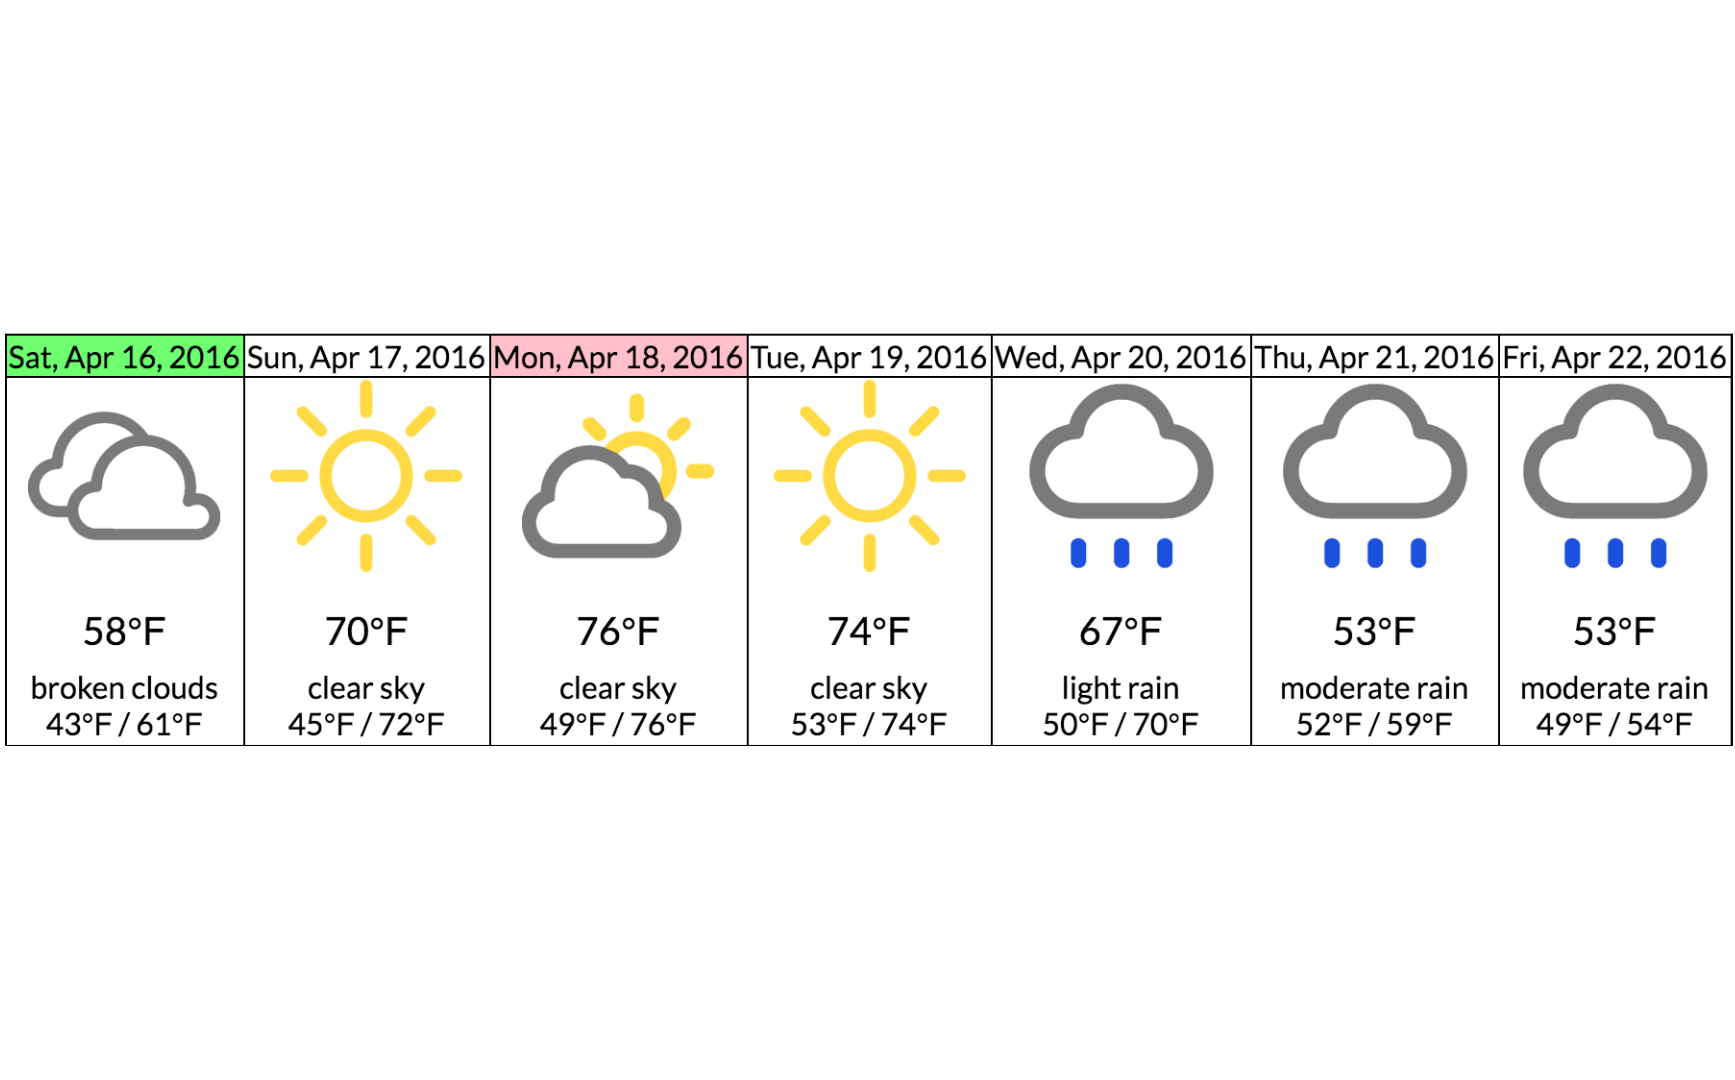 Sat, Apr 16, 2016
58°F
broken clouds
43°F / 61°F
Sun, Apr 17, 2016
70°F
clear sky
45°F / 72°F
Mon, Apr 18, 2016
76°F
clear sky
49°F / 76°F
Tue, Apr 19, 2016
74°F
clear sky
53°F / 74°F
Wed, Apr 20, 2016
67°F
light rain
50°F / 70°F
Thu, Apr 21, 2016
53°F
moderate rain
52°F / 59°F
Fri, Apr 22, 2016
53°F
moderate rain
49°F / 54°F